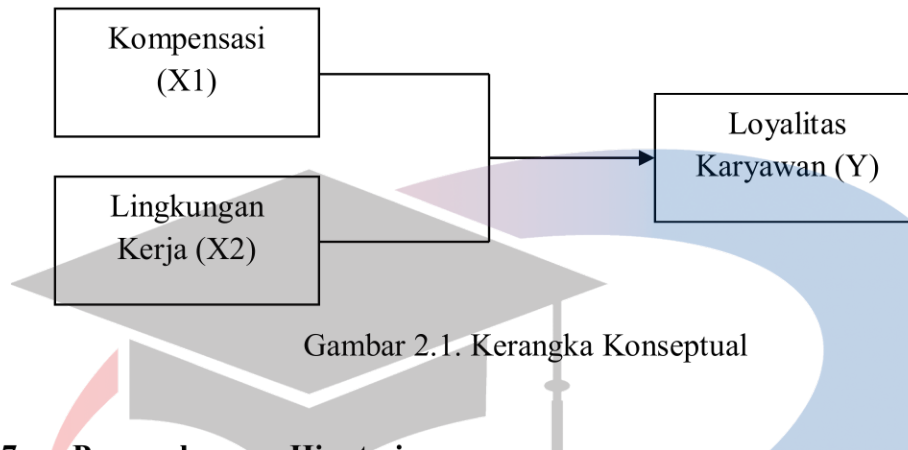 Kompensasi
(X1)
Loyalitas
Karyawan (Y)
Lingkungan
Kerja (X2)
Gambar 2.1. Kerangka Konseptual